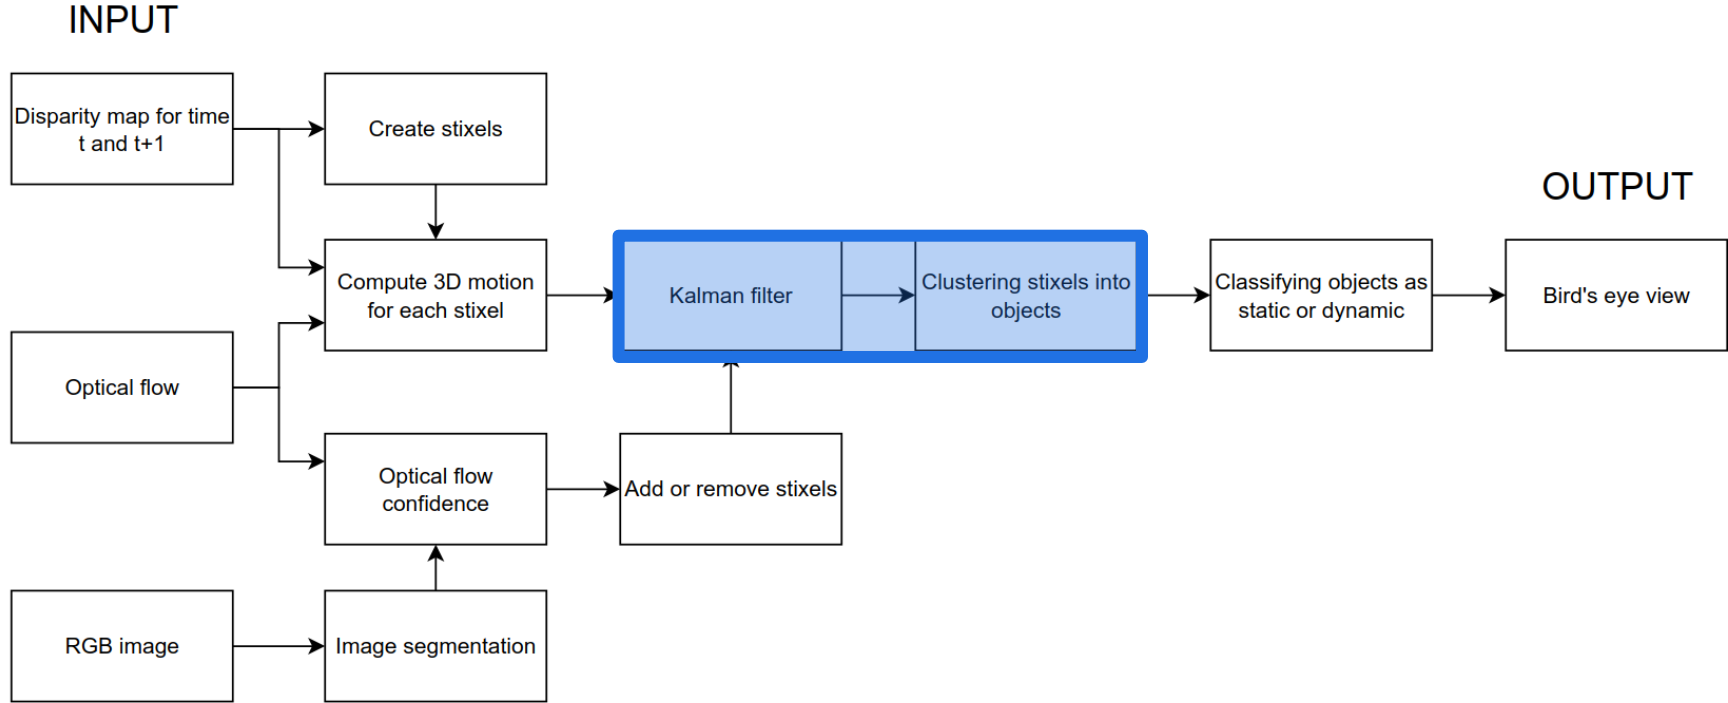 INPUT
Disparity map for time
t and t+1
Create stixels
OUTPUT
Compute 3D motion
for each stixel
Kalman filter
Clustering stixels into
objects
Classifying objects as
static or dynamic
Bird's eye view
Optical flow
Optical flow
confidence
Add or remove stixels
RGB image
Image segmentation